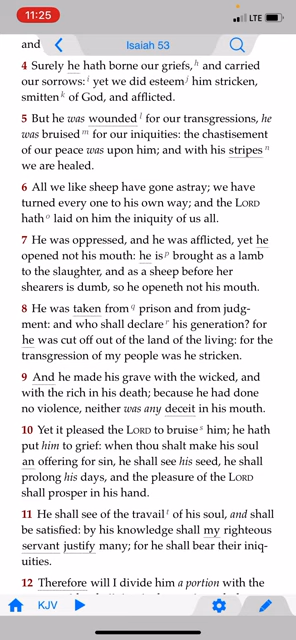 11:25
LTE
and
Isaiah 53
4 Surely he hath borne our griefs,h and carried
our sorrows:i yet we did esteemj him stricken,
smittenk of God, and afflicted.
5 But he was woundedl for our transgressions, he
was bruisedm for our iniquities: the chastisement
of our peace was upon him; and with his stripesn
we are healed.
6 All we like sheep have gone astray; we have
turned every one to his own way; and the LORD
hatho laid on him the iniquity of us all.
7 He was oppressed, and he was afflicted, yet he
opened not his mouth: he isp brought as a lamb
to the slaughter, and as a sheep before her
shearers is dumb, so he openeth not his mouth.
8 He was taken fromq prison and from judg-
ment: and who shall declarer his generation? for
he was cut off out of the land of the living: for the
transgression of my people was he stricken.
9 And he made his grave with the wicked, and
with the rich in his death; because he had done
no violence, neither was any deceit in his mouth.
10 Yet it pleased the LORD to bruises him; he hath
put him to grief: when thou shalt make his soul
an offering for sin, he shall see his seed, he shall
prolong his days, and the pleasure of the LORD
shall prosper in his hand.
11 He shall see of the travailt of his soul, and shall
be satisfied: by his knowledge shall my righteous
servant justify many; for he shall bear their iniq-
uities.
12 Therefore will I divide him a portion with the
KJV